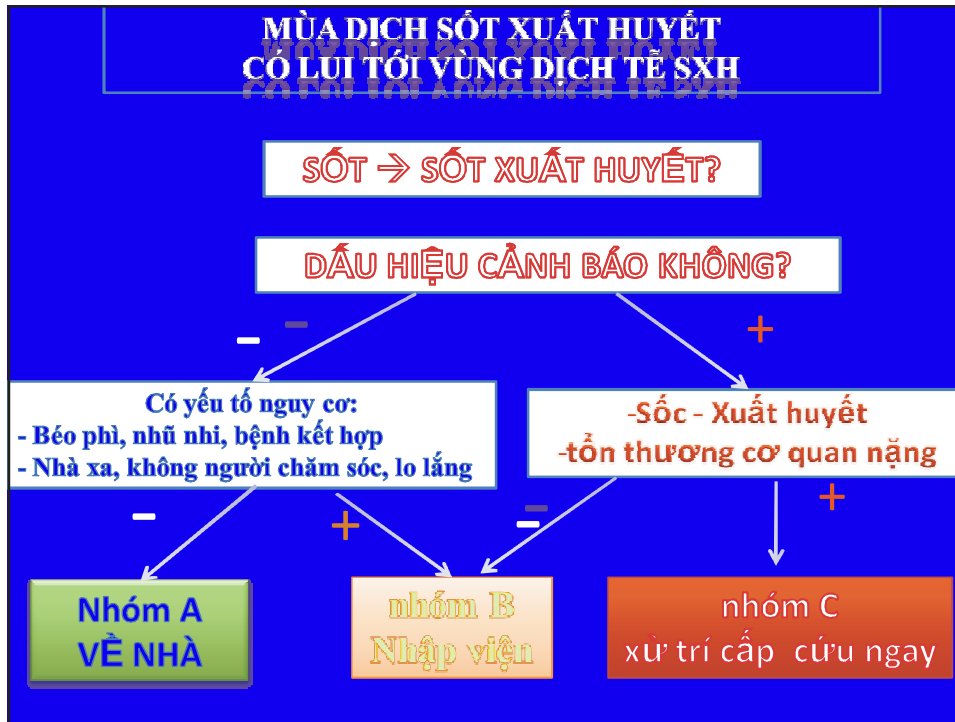 MÙA DỊCH SỐT XUẤT HUYẾT
CÓ LUI TỚI VÙNG DỊCH TỄ SXH
SỐT → SỐT XUẤT HUYẾT?
DẤU HIỆU CẢNH BÁO KHÔNG?
–
+
Có yếu tố nguy cơ:
- Béo phì, nhũ nhi, bệnh kết hợp
- Nhà xa, không người chăm sóc, lo lắng
-Sốc - Xuất huyết
-tổn thương cơ quan nặng
–
+
–
+
Nhóm A
VỀ NHÀ
nhóm B
Nhập viện
nhóm C
xử trí cấp cứu ngay